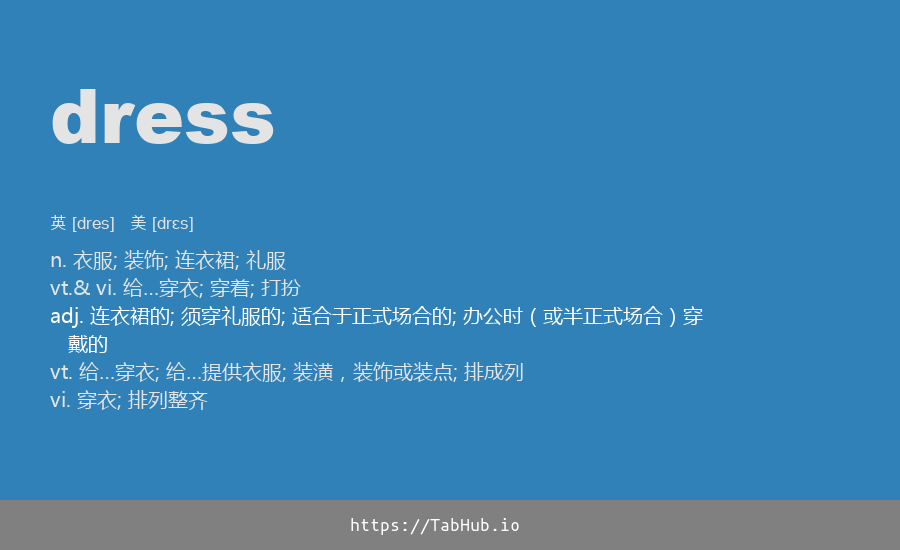 dress
英 [dres] 美 [drɛs]
n. 衣服; 装饰; 连衣裙; 礼服
vt.& vi. 给…穿衣; 穿着; 打扮
adj. 连衣裙的; 须穿礼服的; 适合于正式场合的; 办公时（或半正式场合）穿
戴的
vt. 给…穿衣; 给…提供衣服; 装潢，装饰或装点; 排成列
vi. 穿衣; 排列整齐
https://TabHub.io